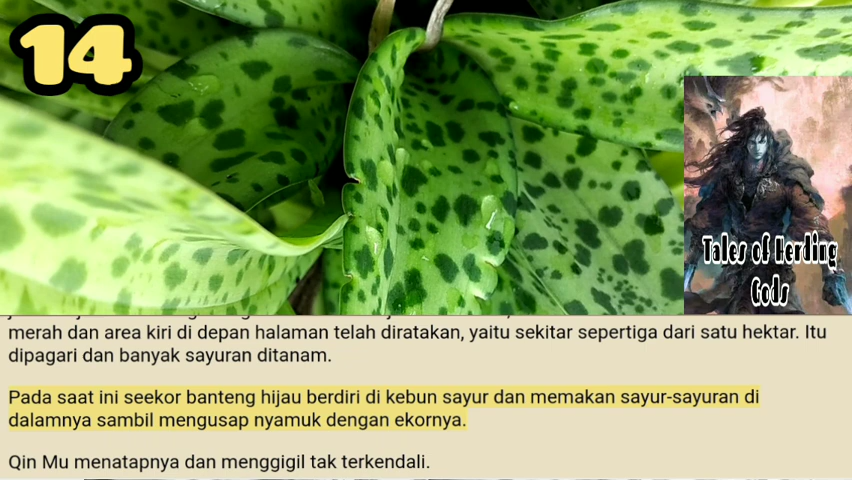 14
Tales of Herding
Gods
merah dan area kiri di depan halaman telah diratakan, yaitu sekitar sepertiga dari satu hektar. Itu
dipagari dan banyak sayuran ditanam.
Pada saat ini seekor banteng hijau berdiri di kebun sayur dan memakan sayur-sayuran di
dalamnya sambil mengusap nyamuk dengan ekornya.
Qin Mu menatapnya dan menggigil tak terkendali.